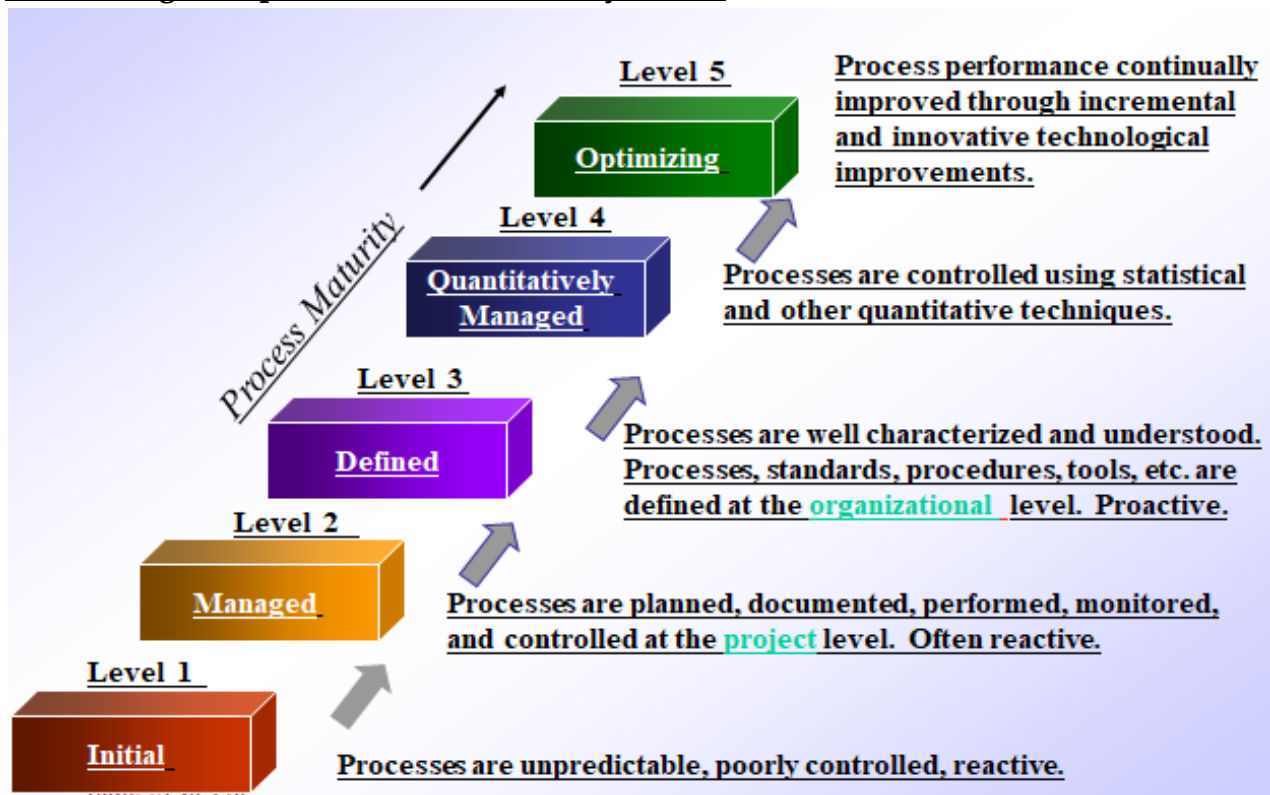 Level 5
Process performance continually
improved through incremental
and innovative technological
improvements.
Optimizing
Level 4
Process Maturity
Quantitatively
Managed
Processes are controlled using statistical
and other quantitative techniques.
Level 3
Defined
Processes are well characterized and understood.
Processes, standards, procedures, tools, etc. are
defined at the organizational level. Proactive.
Level 2
Managed
Processes are planned, documented, performed, monitored,
and controlled at the project level. Often reactive.
Level 1
Initial
Processes are unpredictable, poorly controlled, reactive.